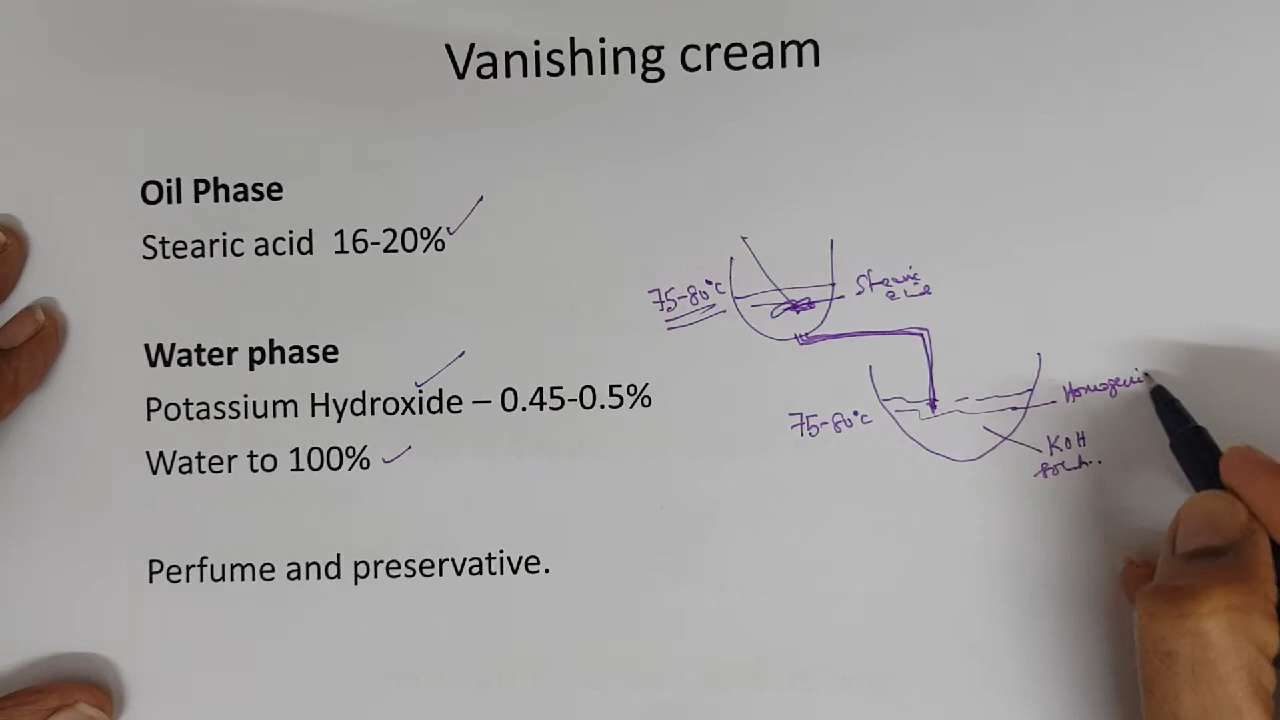 Vanishing cream
Oil Phase
Stearic acid 16-20%
Water phase
Potassium Hydroxide – 0.45-0.5%
Water to 100%
Perfume and preservative.
75-80°C
Stearic
75-80°C
Homogeni
KOH